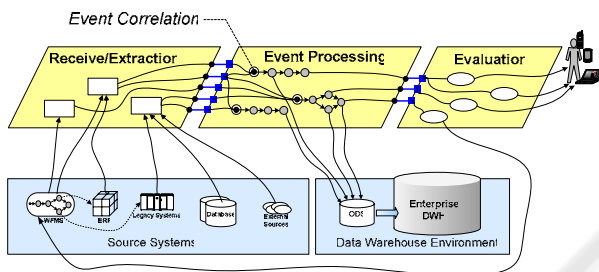 Event Correlation
Receive/Extraction
Event Processing
Evaluation
WFMS
ERP
Legacy Systems
Database
External Sources
Source Systems
ODS
Enterprise
DWH
Data Warehouse Environment